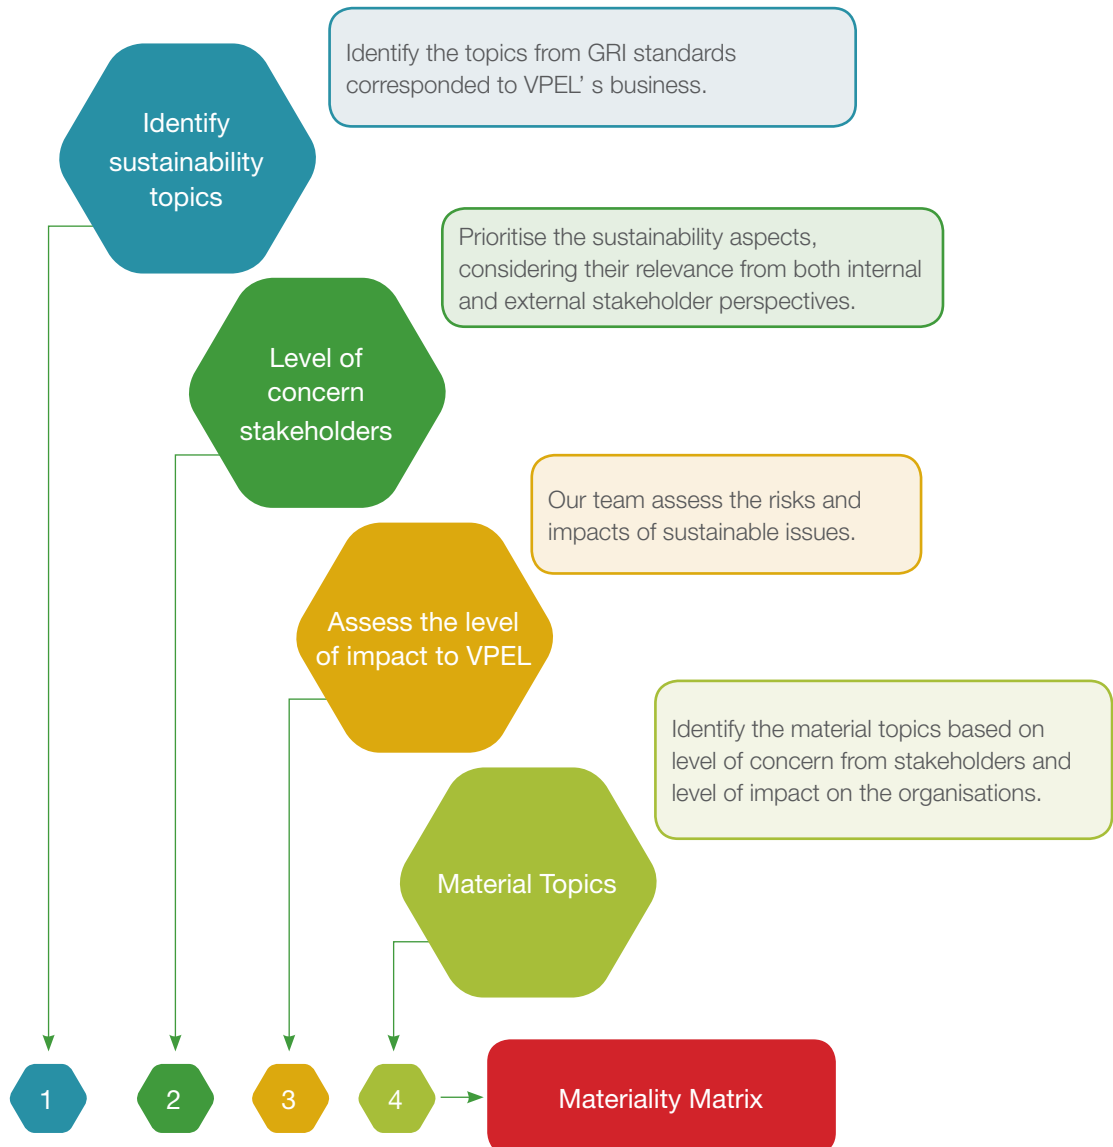 Identify the topics from GRI standards
corresponded to VPEL’ s business.
Identify
sustainability
topics
Prioritise the sustainability aspects,
considering their relevance from both internal
and external stakeholder perspectives.
Level of
concern
stakeholders
Our team assess the risks and
impacts of sustainable issues.
Assess the level
of impact to VPEL
Identify the material topics based on
level of concern from stakeholders and
level of impact on the organisations.
Material Topics
1
2
3
4
Materiality Matrix